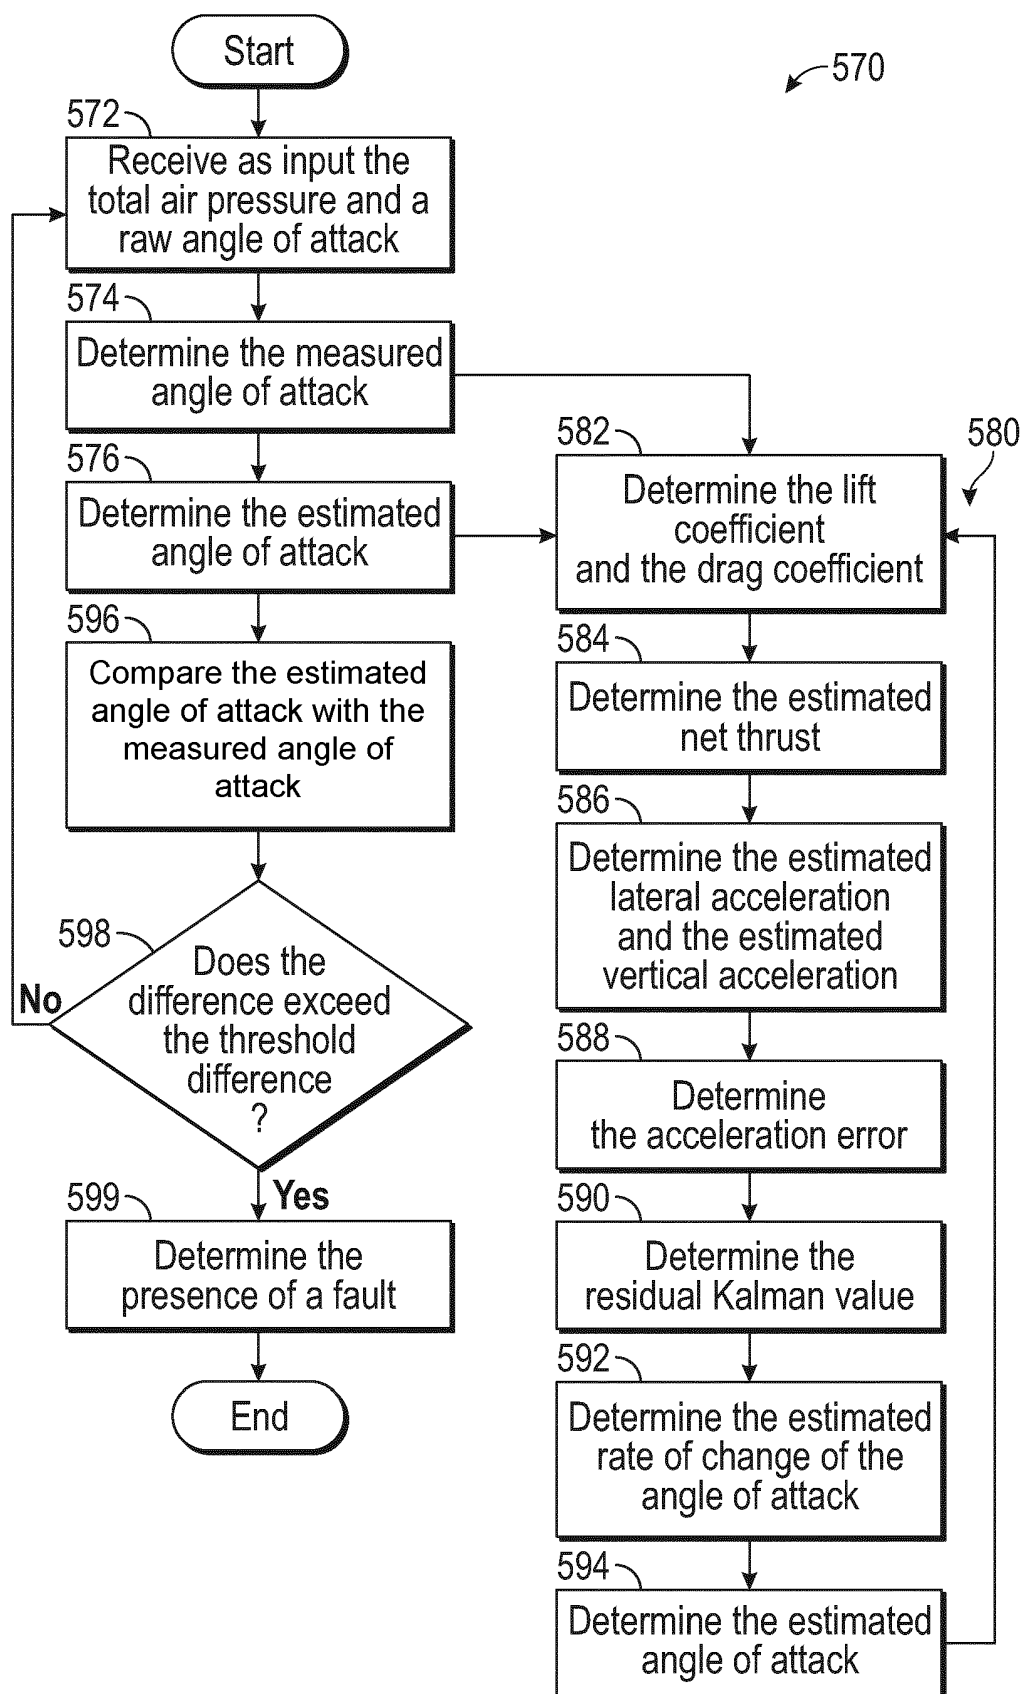 Start
570
572
Receive as input the
total air pressure and a
raw angle of attack
574
Determine the measured
angle of attack
576
Determine the estimated
angle of attack
596
Compare the estimated
angle of attack with the
measured angle of
attack
598
Does the
difference exceed
the threshold
difference
?
No
Yes
599
Determine the
presence of a fault
End
580
582
Determine the lift
coefficient
and the drag coefficient
584
Determine the estimated
net thrust
586
Determine the estimated
lateral acceleration
and the estimated
vertical acceleration
588
Determine
the acceleration error
590
Determine the
residual Kalman value
592
Determine the estimated
rate of change of the
angle of attack
594
Determine the estimated
angle of attack